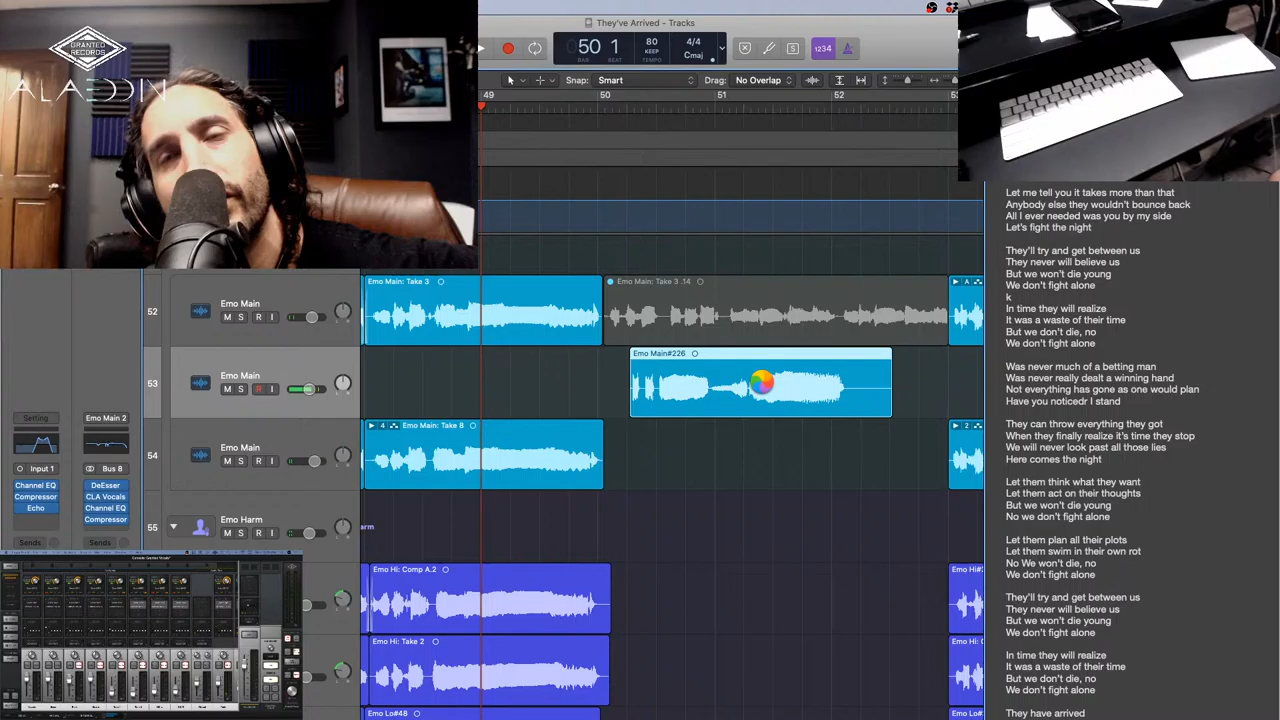 GRANTED
RECORDS
ALAEDDIN
They've Arrived - Tracks
50 1
BAR
BEAT
80
KEEP
TEMPO
4/4
Cmaj
S
1234
Snap:
Smart
Drag:
No Overlap
49
50
51
52
53
52
Emo Main
M
S
R
I
Emo Main: Take 3
Emo Main: Take 3 .14
A
53
Emo Main
M
S
R
I
Emo Main#226
54
Emo Main
M
S
R
I
4
Emo Main: Take 8
2
55
Emo Harm
M
S
R
I
arm
Emo Hi: Comp A.2
Emo Hi: Take 2
Emo Lo#48
Setting
Emo Main 2
Input 1
Bus 8
Channel EQ
Compressor
Echo
DeEsser
CLA Vocals
Channel EQ
Compressor
Sends
Sends
Let me tell you it takes more than that
Anybody else they wouldn't bounce back
All I ever needed was you by my side
Let's fight the night
They'll try and get between us
They never will believe us
But we won't die young
We don't fight alone
k
In time they will realize
It was a waste of their time
But we don't die, no
We don't fight alone
Was never much of a betting man
Was never really dealt a winning hand
Not everything has gone as one would plan
Have you noticedr I stand
They can throw everything they got
When they finally realize it's time they stop
We will never look past all those lies
Here comes the night
Let them think what they want
Let them act on their thoughts
But we won't die young
No we don't fight alone
Let them plan all their plots
Let them swim in their own rot
No We won't die, no
We don't fight alone
They'll try and get between us
They never will believe us
But we won't die young
We don't fight alone
In time they will realize
It was a waste of their time
But we don't die, no
We don't fight alone
They have arrived